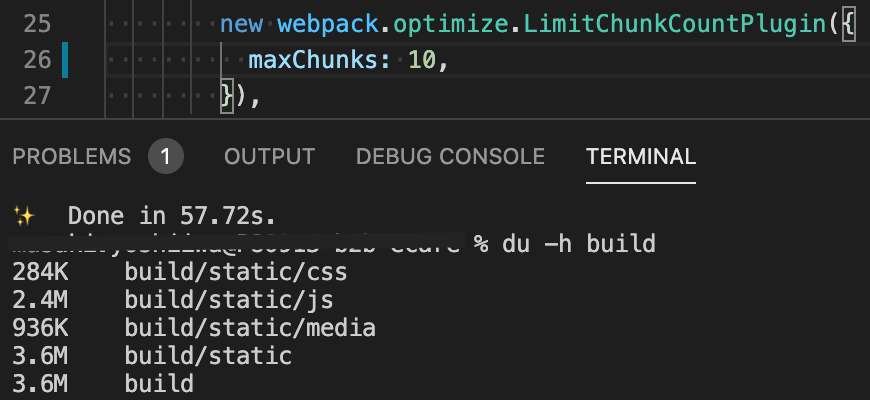 25 new webpack.optimize.LimitChunkCountPlugin({
26 maxChunks: 10,
27 }),
PROBLEMS 1 OUTPUT DEBUG CONSOLE TERMINAL
✨ Done in 57.72s.
% du -h build
284K build/static/css
2.4M build/static/js
936K build/static/media
3.6M build/static
3.6M build